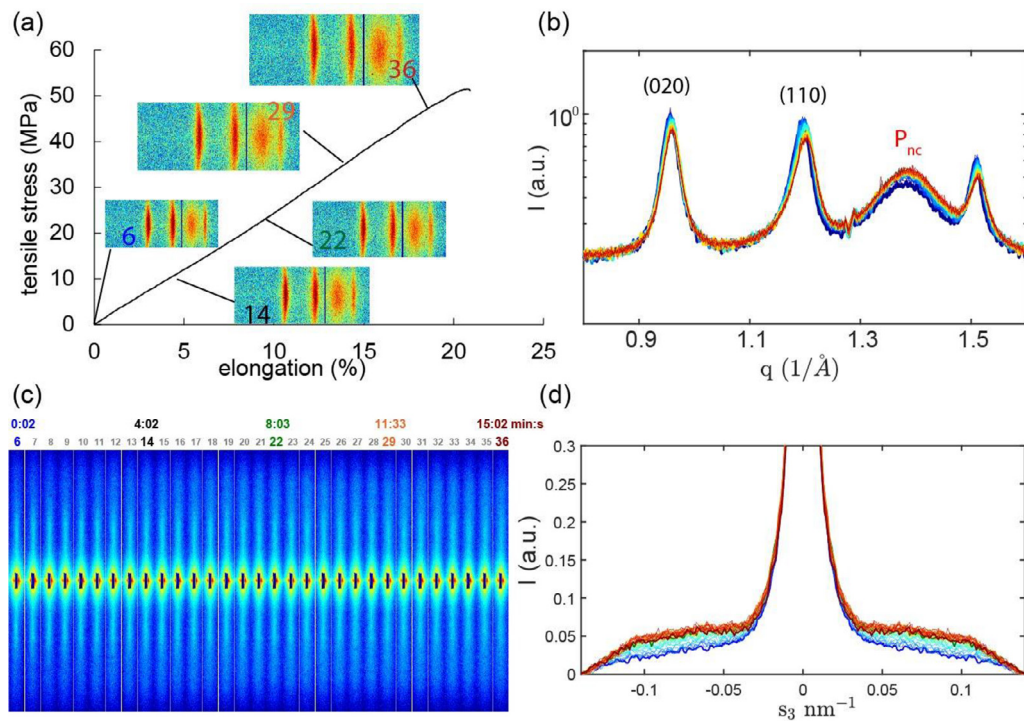 (a)
tensile stress (MPa)
60
50
40
30
20
10
0
36
29
6
22
14
0 5 10 15 20 25
elongation (%)
(b)
I (a.u.)
10⁰
(020)
(110)
Pnc
0.9 1.1 1.3 1.5
q (1/Å)
(c)
0:02 4:02 8:03 11:33 15:02 min:s
6 7 8 9 10 11 12 13 14 15 16 17 18 19 20 21 22 23 24 25 26 27 28 29 30 31 32 33 34 35 36
(d)
I (a.u.)
0.3
0.25
0.2
0.15
0.1
0.05
0
-0.1 -0.05 0 0.05 0.1
s₃ nm⁻¹